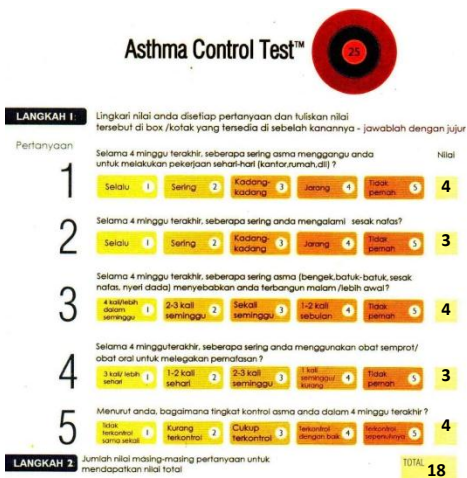 Asthma Control Test™
25
LANGKAH 1:
Lingkari nilai anda disetiap pertanyaan dan tuliskan nilai
tersebut di box /kotak yang tersedia di sebelah kanannya - jawablah dengan jujur
Pertanyaan
Nilai
1
Selama 4 minggu terakhir, seberapa sering asma menggangu anda
untuk melakukan pekerjaan sehari-hari (kantor,rumah,dll) ?
Selalu 1 Sering 2 Kadang-kadang 3 Jarang 4 Tidak pernah 5
4
2
Selama 4 minggu terakhir, seberapa sering anda mengalami sesak nafas?
Selalu 1 Sering 2 Kadang-kadang 3 Jarang 4 Tidak pernah 5
3
3
Selama 4 minggu terakhir, seberapa sering asma (bengek,batuk-batuk,sesak
nafas, nyeri dada) menyebabkan anda terbangun malam /lebih awal?
4 kali/lebih dalam seminggu 1 2-3 kali seminggu 2 Sekali seminggu 3 1-2 kali sebulan 4 Tidak pernah 5
4
4
Selama 4 mingguterakhir, seberapa sering anda menggunakan obat semprot/
obat oral untuk melegakan pernafasan ?
3 kali/ lebih sehari 1 1-2 kali sehari 2 2-3 kali seminggu 3 1 kali seminggu/ kurang 4 Tidak pernah 5
3
5
Menurut anda, bagaimana tingkat kontrol asma anda dalam 4 minggu terakhir ?
Tidak terkontrol sama sekali 1 Kurang terkontrol 2 Cukup terkontrol 3 Terkontrol dengan baik 4 Terkontrol sepenuhnya 5
4
LANGKAH 2
Jumlah nilai masing-masing pertanyaan untuk
mendapatkan nilai total
TOTAL
18